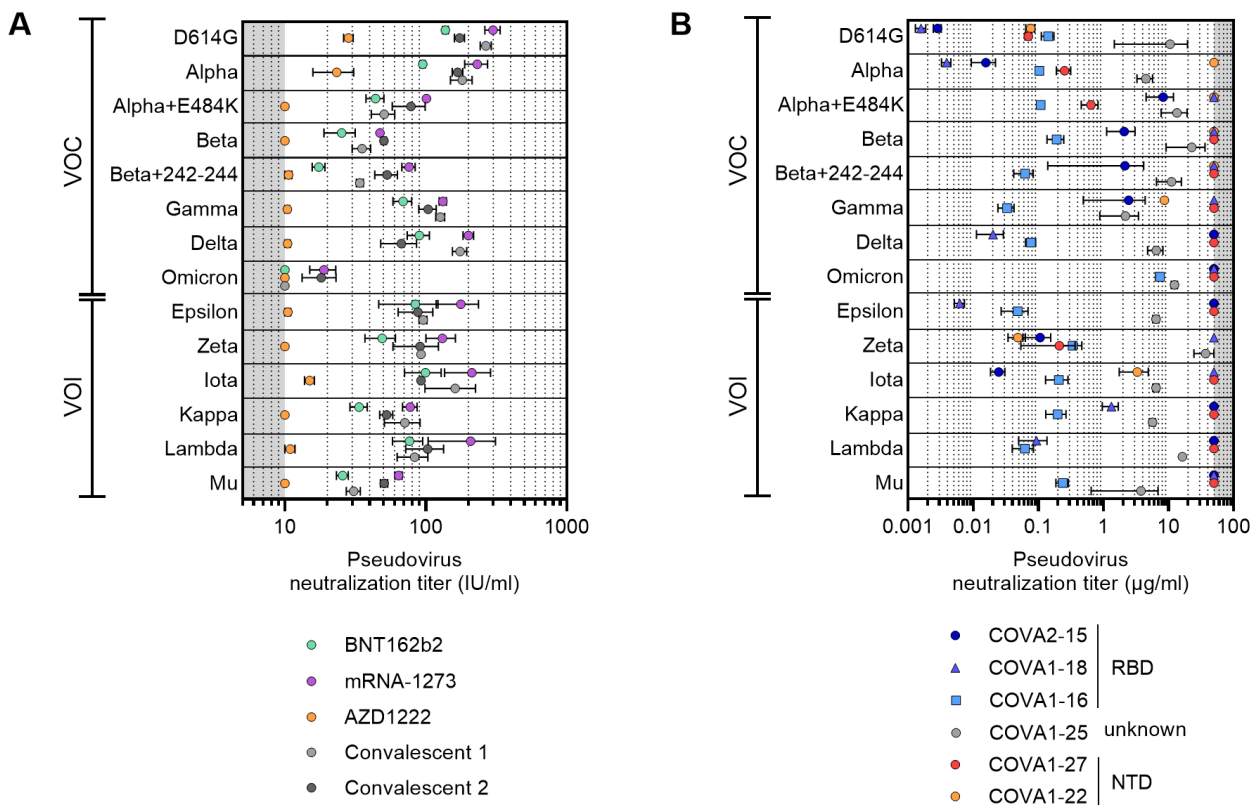 A
VOC
VOI
D614G
Alpha
Alpha+E484K
Beta
Beta+242-244
Gamma
Delta
Omicron
Epsilon
Zeta
Iota
Kappa
Lambda
Mu
10
100
1000
Pseudovirus
neutralization titer (IU/ml)
BNT162b2
mRNA-1273
AZD1222
Convalescent 1
Convalescent 2
B
VOC
VOI
D614G
Alpha
Alpha+E484K
Beta
Beta+242-244
Gamma
Delta
Omicron
Epsilon
Zeta
Iota
Kappa
Lambda
Mu
0.001
0.01
0.1
1
10
100
Pseudovirus
neutralization titer (µg/ml)
COVA2-15
COVA1-18
RBD
COVA1-16
COVA1-25 unknown
COVA1-27
NTD
COVA1-22